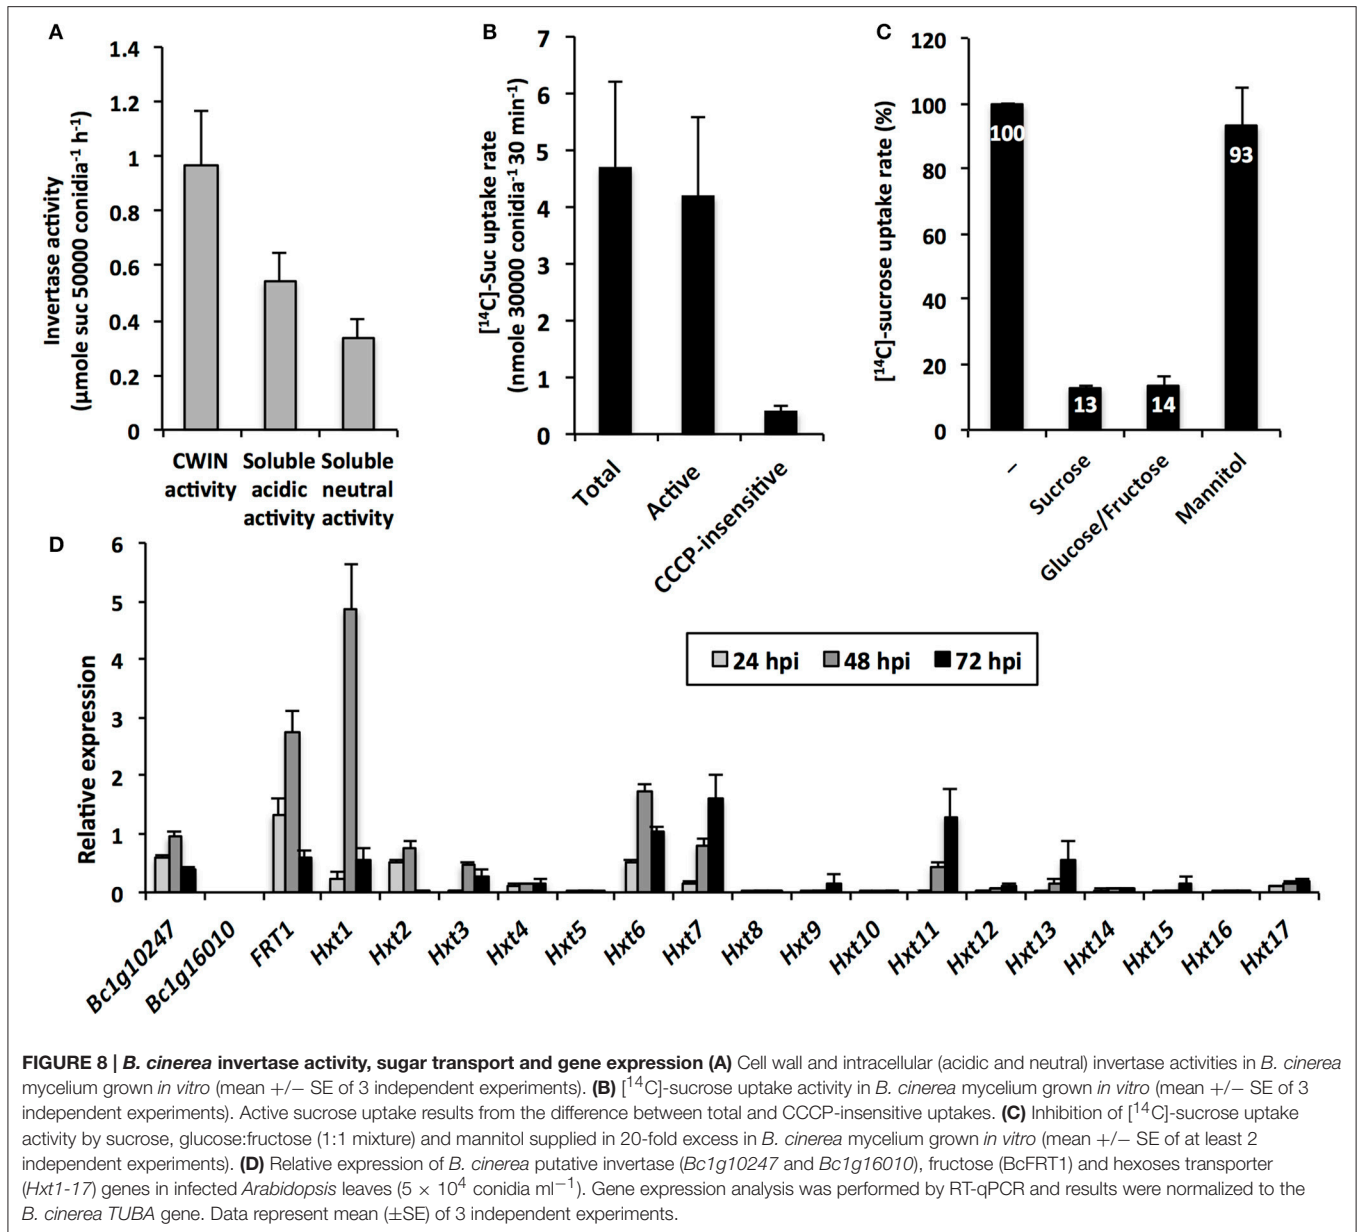 A
1.4
1.2
1
0.8
0.6
0.4
0.2
0
Invertase activity
(µmole suc 50000 conidia⁻¹ h⁻¹)
CWIN
activity
Soluble
acidic
activity
Soluble
neutral
activity
B
7
6
5
4
3
2
1
0
[¹⁴C]-Suc uptake rate
(nmole 30000 conidia⁻¹ 30 min⁻¹)
Total
Active
CCCP-insensitive
C
120
100
80
60
40
20
0
[¹⁴C]-sucrose uptake rate (%)
100
13
14
93
–
Sucrose
Glucose/Fructose
Mannitol
D
6
5
4
3
2
1
0
Relative expression
24 hpi 48 hpi 72 hpi
Bc1g10247
Bc1g16010
FRT1
Hxt1
Hxt2
Hxt3
Hxt4
Hxt5
Hxt6
Hxt7
Hxt8
Hxt9
Hxt10
Hxt11
Hxt12
Hxt13
Hxt14
Hxt15
Hxt16
Hxt17
FIGURE 8 | B. cinerea invertase activity, sugar transport and gene expression (A) Cell wall and intracellular (acidic and neutral) invertase activities in B. cinerea
mycelium grown in vitro (mean +/− SE of 3 independent experiments). (B) [¹⁴C]-sucrose uptake activity in B. cinerea mycelium grown in vitro (mean +/− SE of 3
independent experiments). Active sucrose uptake results from the difference between total and CCCP-insensitive uptakes. (C) Inhibition of [¹⁴C]-sucrose uptake
activity by sucrose, glucose:fructose (1:1 mixture) and mannitol supplied in 20-fold excess in B. cinerea mycelium grown in vitro (mean +/− SE of at least 2
independent experiments). (D) Relative expression of B. cinerea putative invertase (Bc1g10247 and Bc1g16010), fructose (BcFRT1) and hexoses transporter
(Hxt1-17) genes in infected Arabidopsis leaves (5 × 10⁴ conidia ml⁻¹). Gene expression analysis was performed by RT-qPCR and results were normalized to the
B. cinerea TUBA gene. Data represent mean (±SE) of 3 independent experiments.